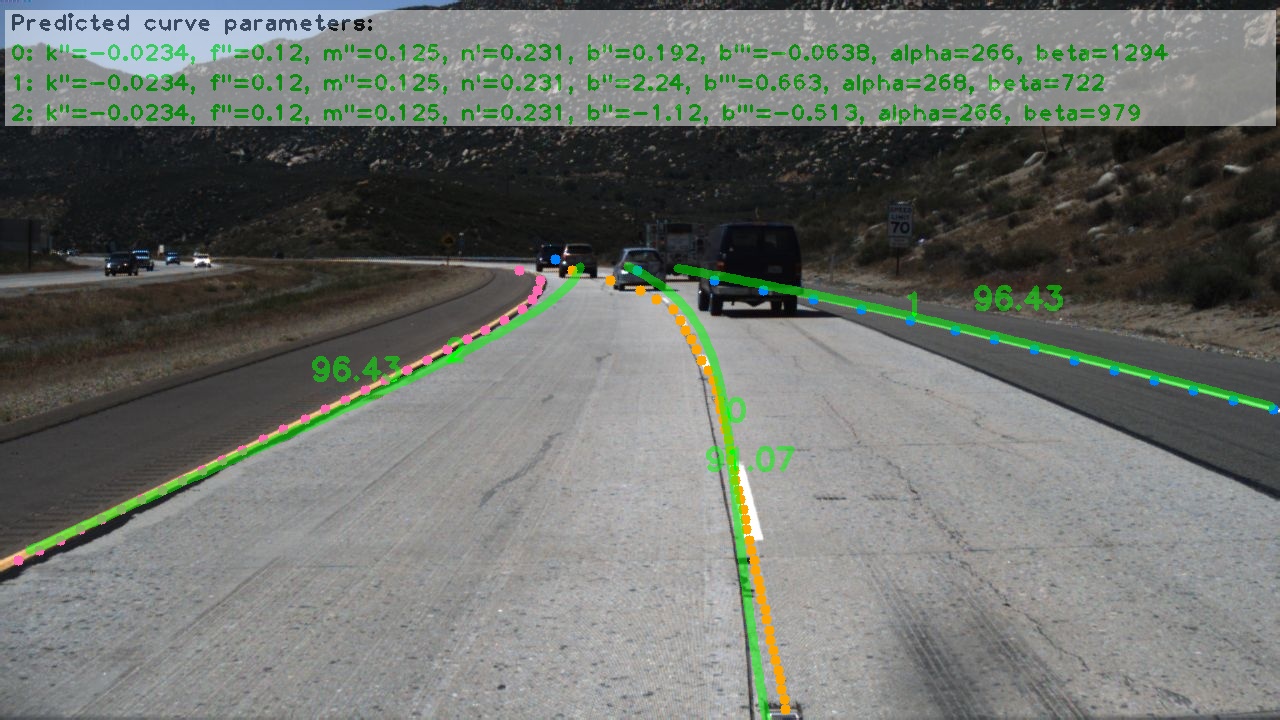 Predicted curve parameters:
0: k"=-0.0234, f"=0.12, m"=0.125, n'=0.231, b"=0.192, b'''=-0.0638, alpha=266, beta=1294
1: k"=-0.0234, f"=0.12, m"=0.125, n'=0.231, b"=2.24, b'''=0.663, alpha=268, beta=722
2: k"=-0.0234, f"=0.12, m"=0.125, n'=0.231, b"=-1.12, b'''=-0.513, alpha=266, beta=979
SPEED
LIMIT
70
1 96.43
96.43
0
91.07